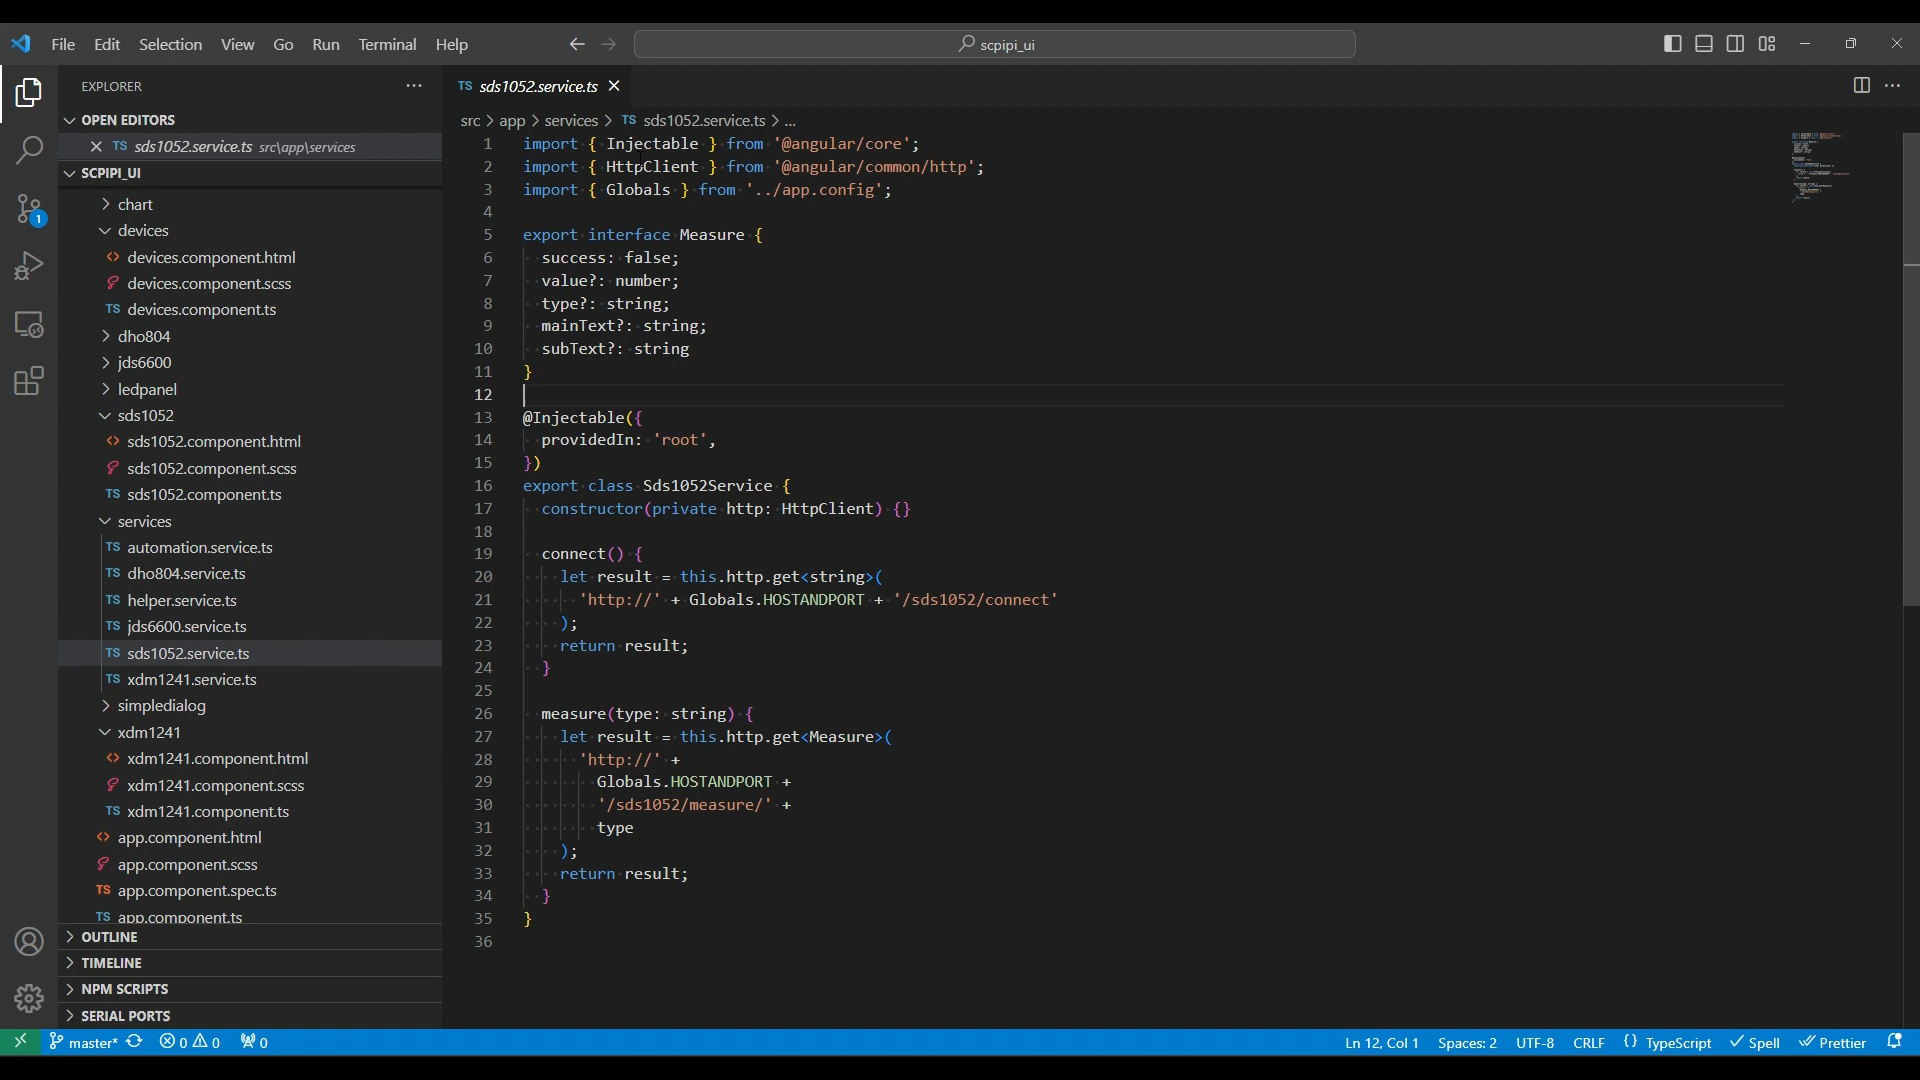 File Edit Selection View Go Run Terminal Help
scpipi_ui
EXPLORER
OPEN EDITORS
TS sds1052.service.ts src\app\services
SCPIPI_UI
chart
devices
<> devices.component.html
devices.component.scss
TS devices.component.ts
dho804
jds6600
ledpanel
sds1052
<> sds1052.component.html
sds1052.component.scss
TS sds1052.component.ts
services
TS automation.service.ts
TS dho804.service.ts
TS helper.service.ts
TS jds6600.service.ts
TS sds1052.service.ts
TS xdm1241.service.ts
simpledialog
xdm1241
<> xdm1241.component.html
xdm1241.component.scss
TS xdm1241.component.ts
<> app.component.html
app.component.scss
TS app.component.spec.ts
TS app.component.ts
OUTLINE
TIMELINE
NPM SCRIPTS
SERIAL PORTS
1
TS sds1052.service.ts
src > app > services > TS sds1052.service.ts > ...
1 import { Injectable } from '@angular/core';
2 import { HttpClient } from '@angular/common/http';
3 import { Globals } from '../app.config';
4
5 export interface Measure {
6 success: false;
7 value?: number;
8 type?: string;
9 mainText?: string;
10 subText?: string
11 }
12
13 @Injectable({
14 providedIn: 'root',
15 })
16 export class Sds1052Service {
17 constructor(private http: HttpClient) {}
18
19 connect() {
20 let result = this.http.get<string>(
21 'http://' + Globals.HOSTANDPORT + '/sds1052/connect'
22 );
23 return result;
24 }
25
26 measure(type: string) {
27 let result = this.http.get<Measure>(
28 'http://' +
29 Globals.HOSTANDPORT +
30 '/sds1052/measure/' +
31 type
32 );
33 return result;
34 }
35 }
36
master* 0 0 0
Ln 12, Col 1 Spaces: 2 UTF-8 CRLF {} TypeScript Spell Prettier